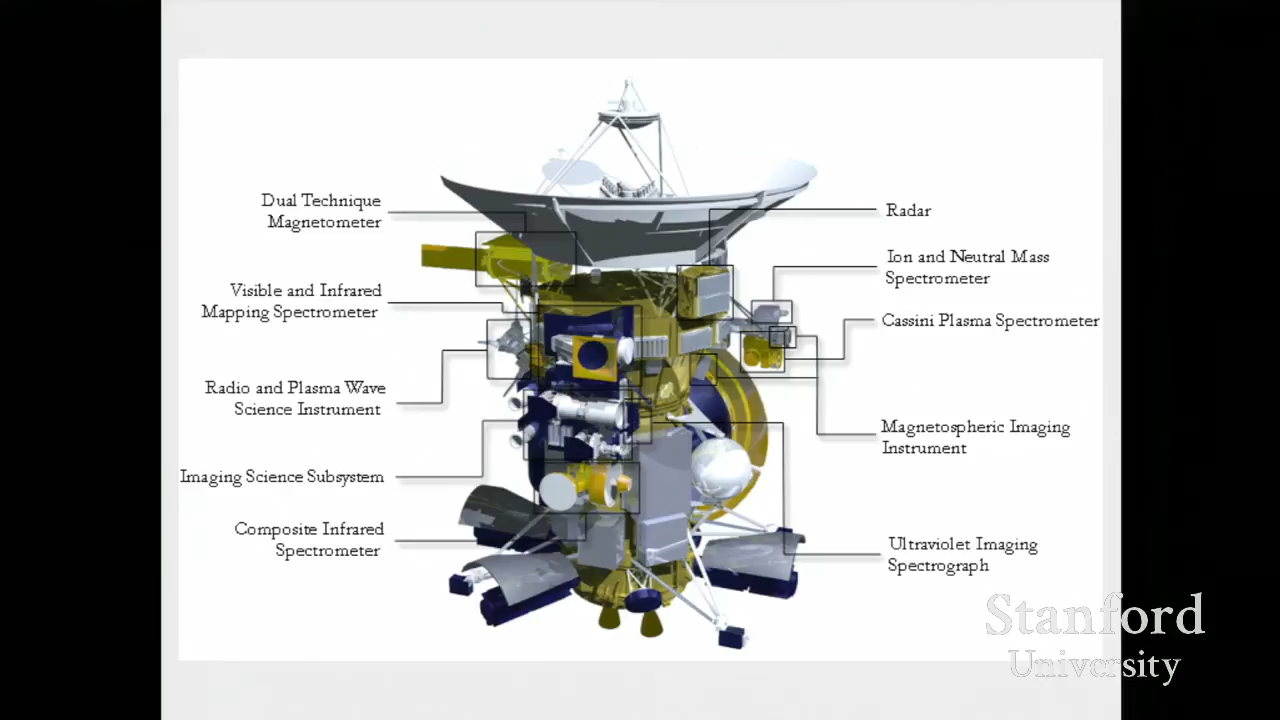 Dual Technique
Magnetometer
Visible and Infrared
Mapping Spectrometer
Radio and Plasma Wave
Science Instrument
Imaging Science Subsystem
Composite Infrared
Spectrometer
Radar
Ion and Neutral Mass
Spectrometer
Cassini Plasma Spectrometer
Magnetospheric Imaging
Instrument
Ultraviolet Imaging
Spectrograph
Stanford
University